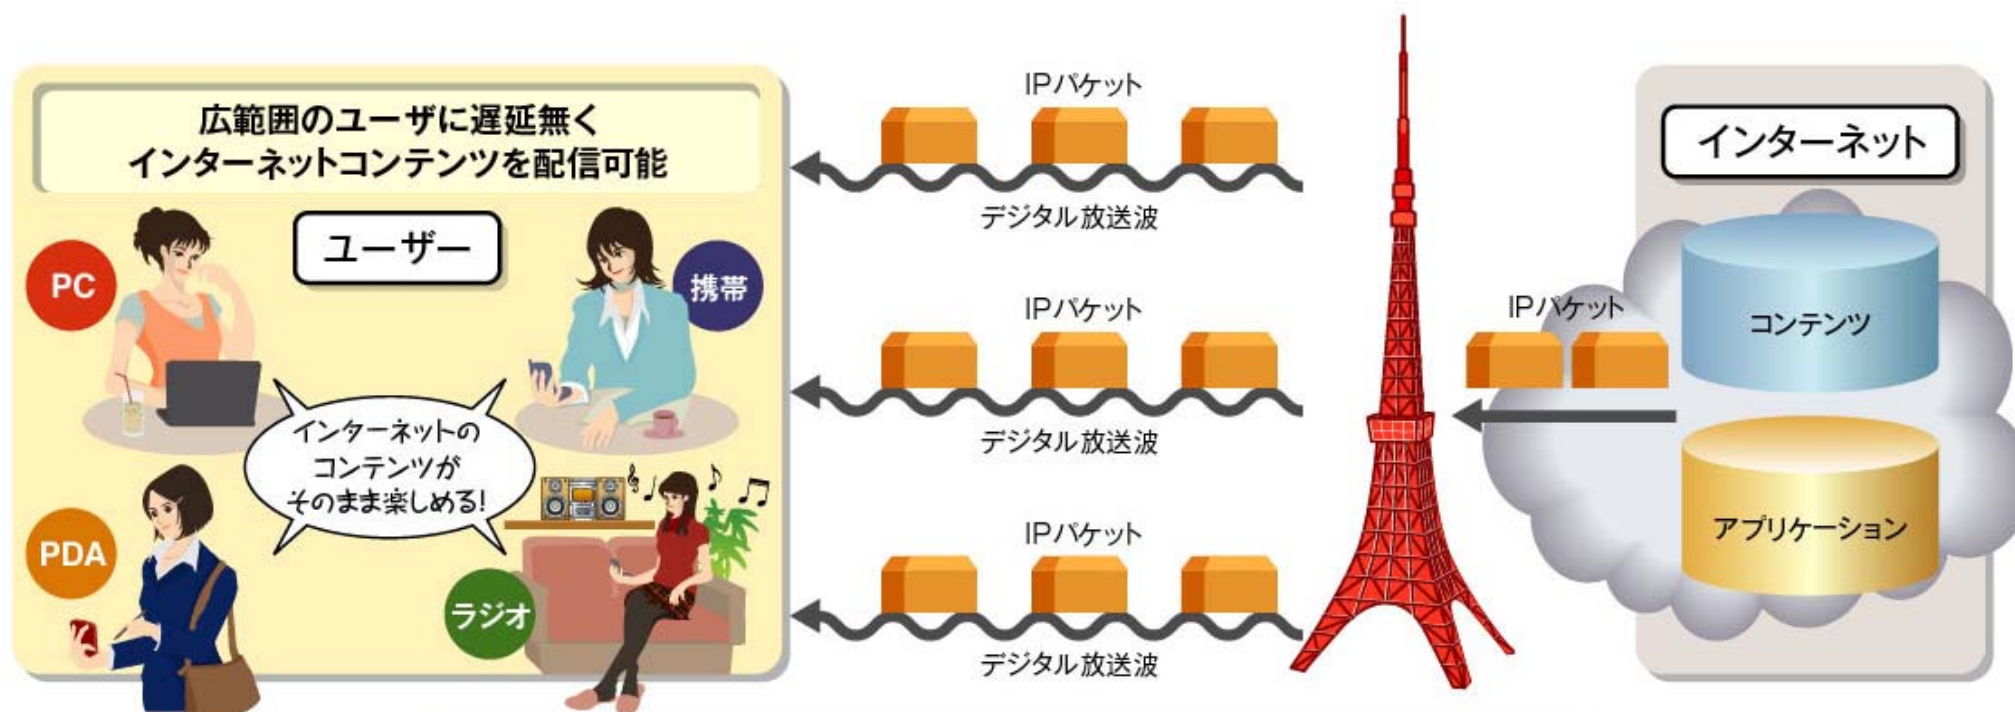 広範囲のユーザに遅延無く
インターネットコンテンツを配信可能
ユーザー
PC
携帯
インターネットの
コンテンツが
そのまま楽しめる!
PDA
ラジオ
IPパケット
デジタル放送波
IPパケット
デジタル放送波
IPパケット
デジタル放送波
IPパケット
インターネット
コンテンツ
アプリケーション